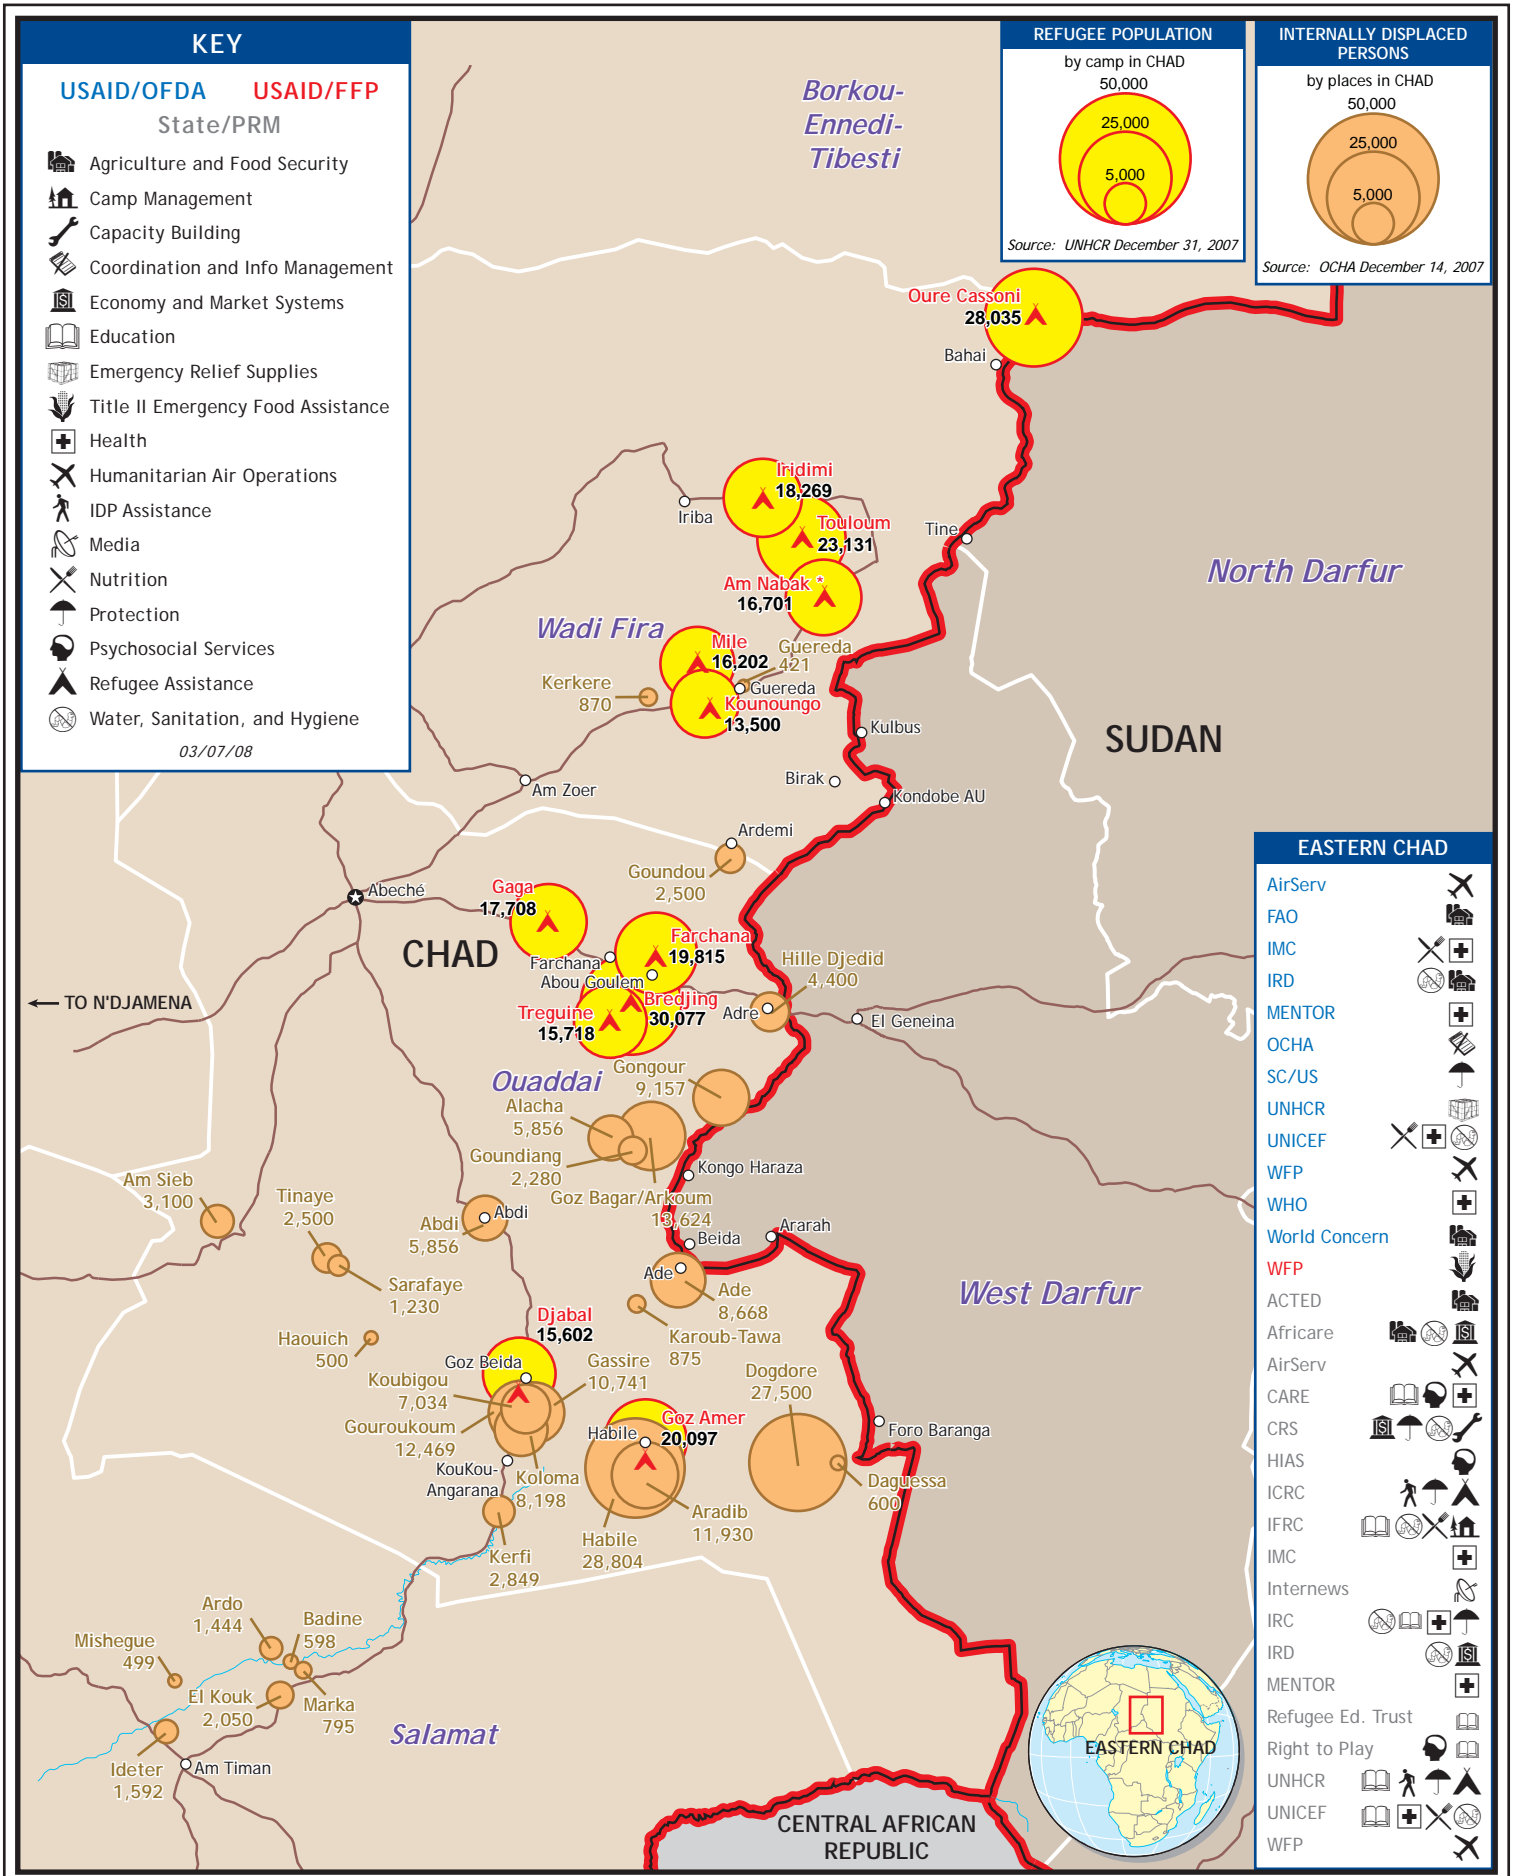 KEY
USAID/OFDA USAID/FFP
State/PRM
Agriculture and Food Security
Camp Management
Capacity Building
Coordination and Info Management
Economy and Market Systems
Education
Emergency Relief Supplies
Title II Emergency Food Assistance
Health
Humanitarian Air Operations
IDP Assistance
Media
Nutrition
Protection
Psychosocial Services
Refugee Assistance
Water, Sanitation, and Hygiene
03/07/08
REFUGEE POPULATION
by camp in CHAD
50,000
25,000
5,000
Source: UNHCR December 31, 2007
INTERNALLY DISPLACED
PERSONS
by places in CHAD
50,000
25,000
5,000
Source: OCHA December 14, 2007
Borkou-
Ennedi-
Tibesti
Oure Cassoni
28,035
Bahai
Iridimi
18,269
Iriba
Touloum
23,131
Tine
Am Nabak *
16,701
North Darfur
Wadi Fira
Mile
16,202
Guereda
421
Kerkere
870
Guereda
Kounoungo
13,500
Kulbus
SUDAN
Birak
Am Zoer
Kondobe AU
Ardemi
Goundou
2,500
Abeché
Gaga
17,708
CHAD
Farchana
19,815
Farchana
Abou Goulem
Hille Djedid
4,400
TO N'DJAMENA
Bredjing
30,077
Treguine
15,718
Adre
El Geneina
Gongour
9,157
Ouaddai
Alacha
5,856
Goundiang
2,280
Kongo Haraza
Goz Bagar/Arkoum
13,624
Am Sieb
3,100
Tinaye
2,500
Abdi
Abdi
5,856
Ararah
Beida
Ade
Sarafaye
1,230
Ade
8,668
West Darfur
Haouich
500
Djabal
15,602
Karoub-Tawa
875
Goz Beida
Gassire
10,741
Koubigou
7,034
Dogdore
27,500
Gouroukoum
12,469
Goz Amer
20,097
Habile
Foro Baranga
KouKou-
Angarana
Koloma
8,198
Daguessa
600
Aradib
11,930
Habile
28,804
Kerfi
2,849
Ardo
1,444
Badine
598
Mishegue
499
El Kouk
2,050
Marka
795
Salamat
Ideter
1,592
Am Timan
EASTERN CHAD
CENTRAL AFRICAN
REPUBLIC
EASTERN CHAD
AirServ
FAO
IMC
IRD
MENTOR
OCHA
SC/US
UNHCR
UNICEF
WFP
WHO
World Concern
WFP
ACTED
Africare
AirServ
CARE
CRS
HIAS
ICRC
IFRC
IMC
Internews
IRC
IRD
MENTOR
Refugee Ed. Trust
Right to Play
UNHCR
UNICEF
WFP